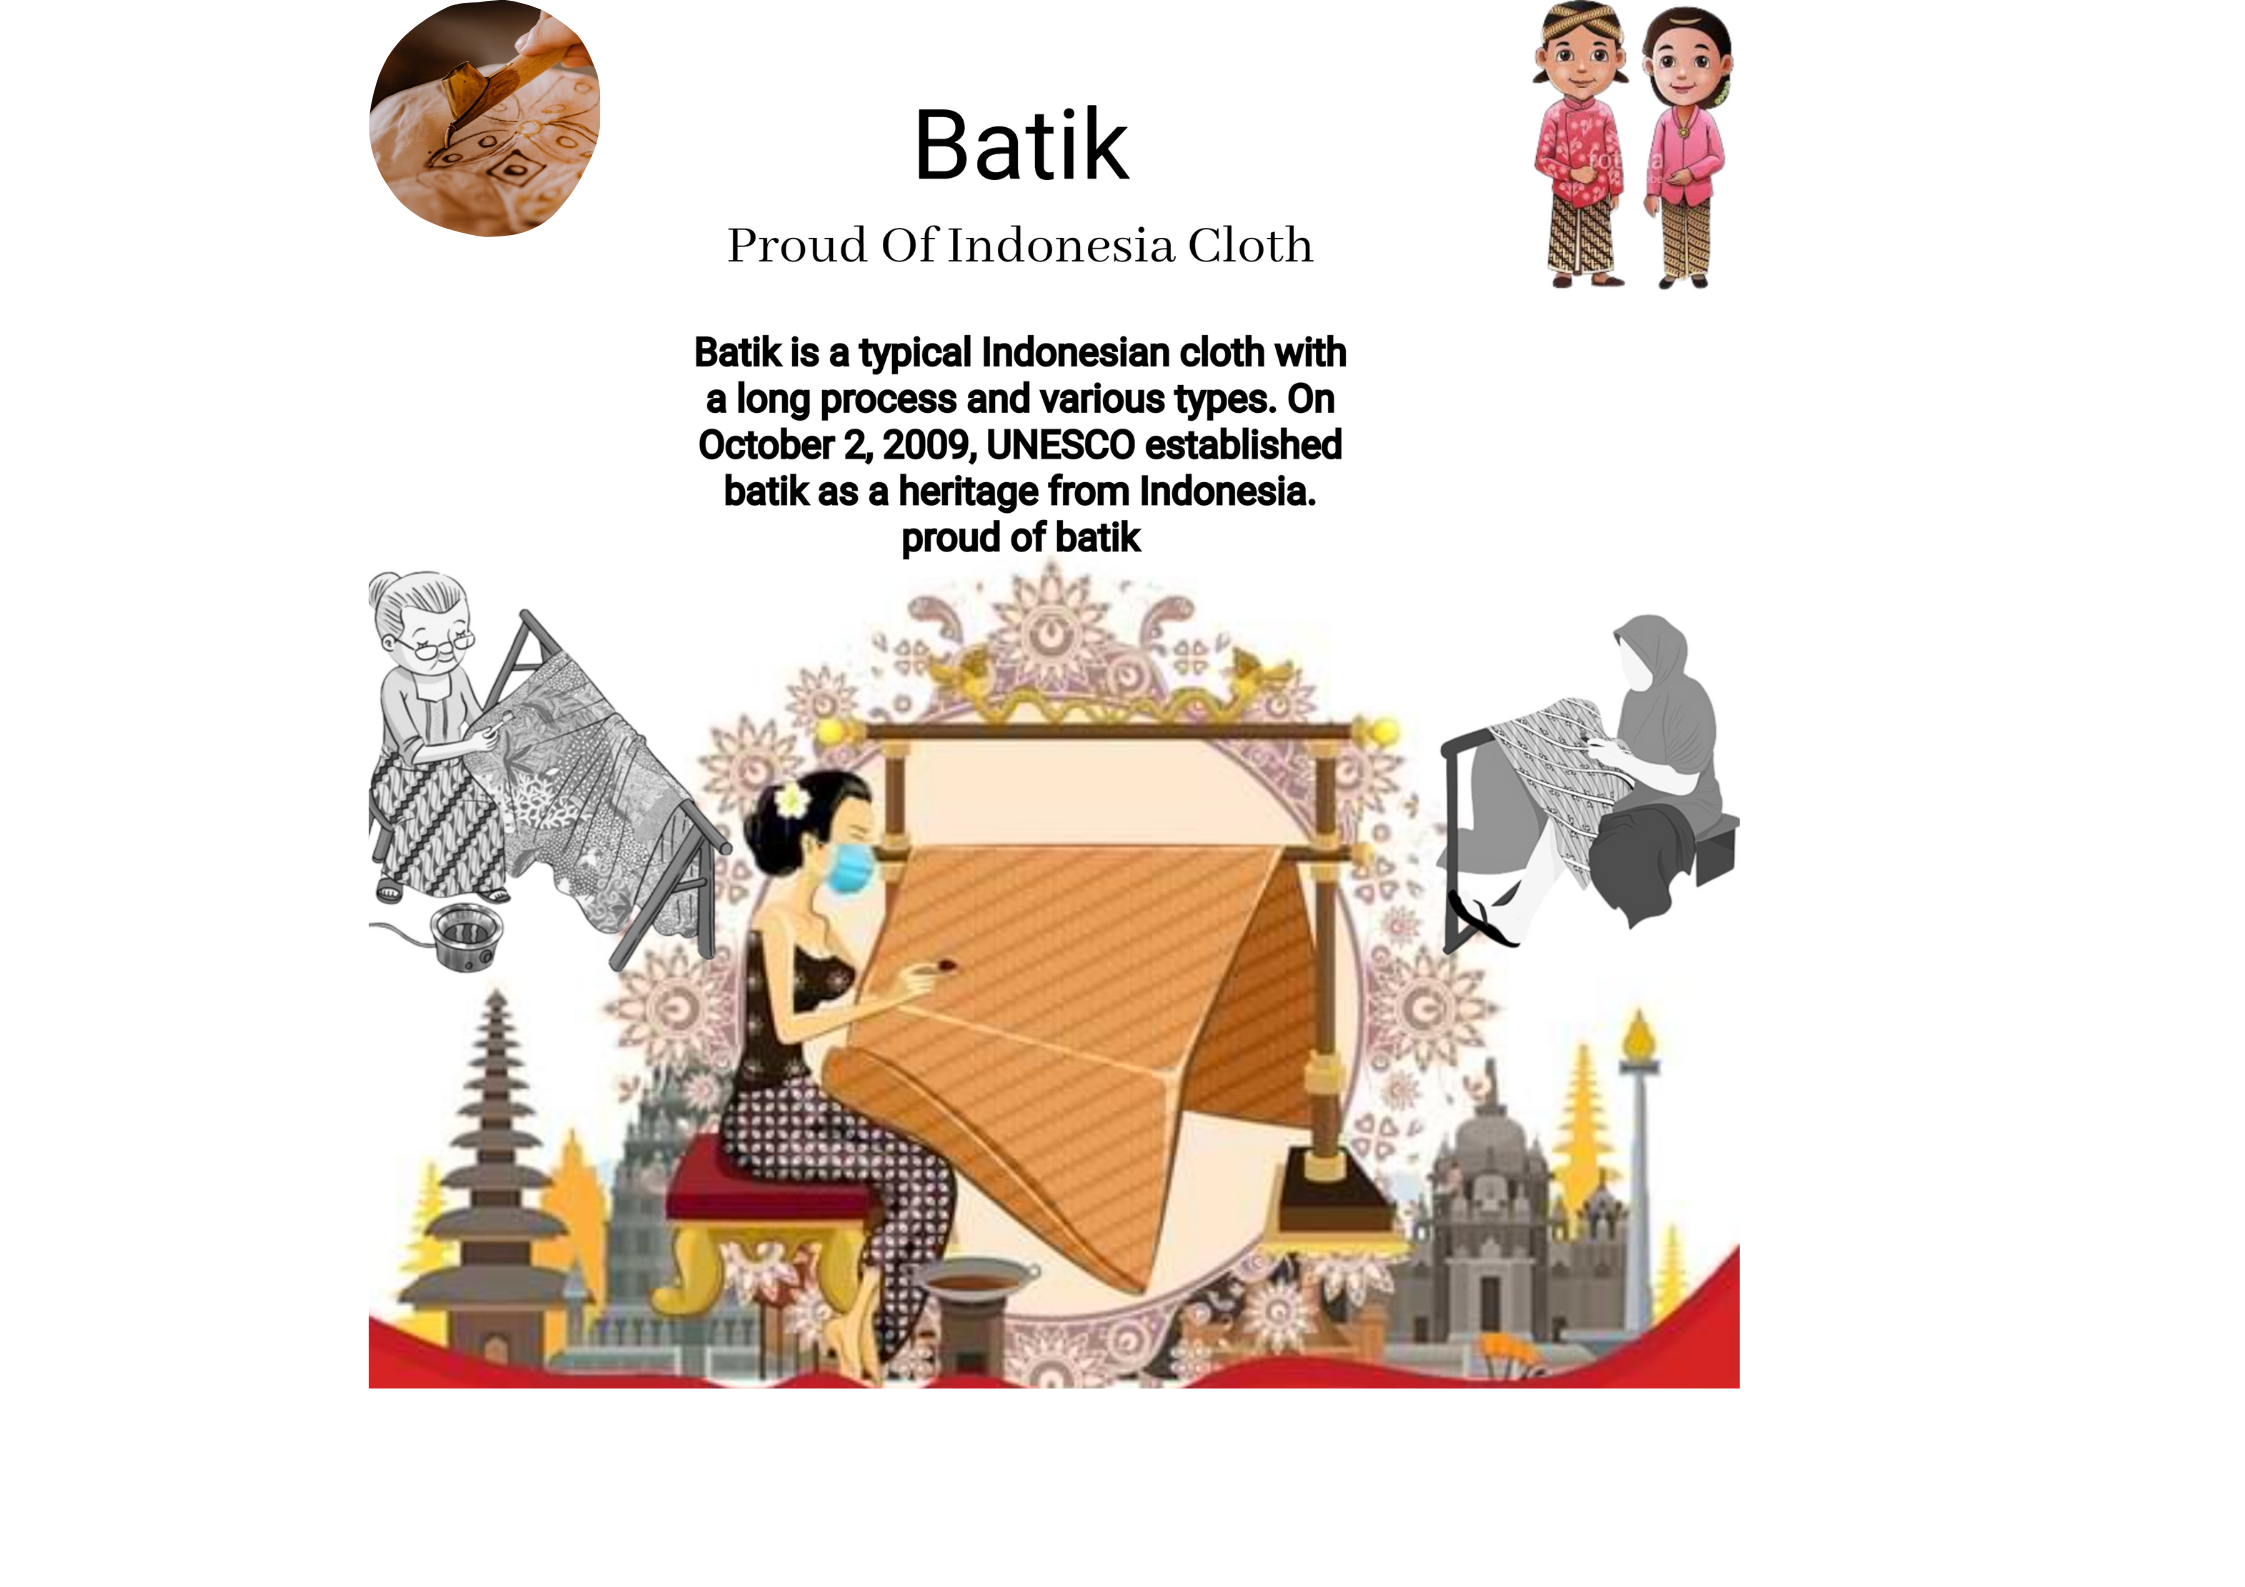 Batik
Proud Of Indonesia Cloth
Batik is a typical Indonesian cloth with
a long process and various types. On
October 2, 2009, UNESCO established
batik as a heritage from Indonesia.
proud of batik